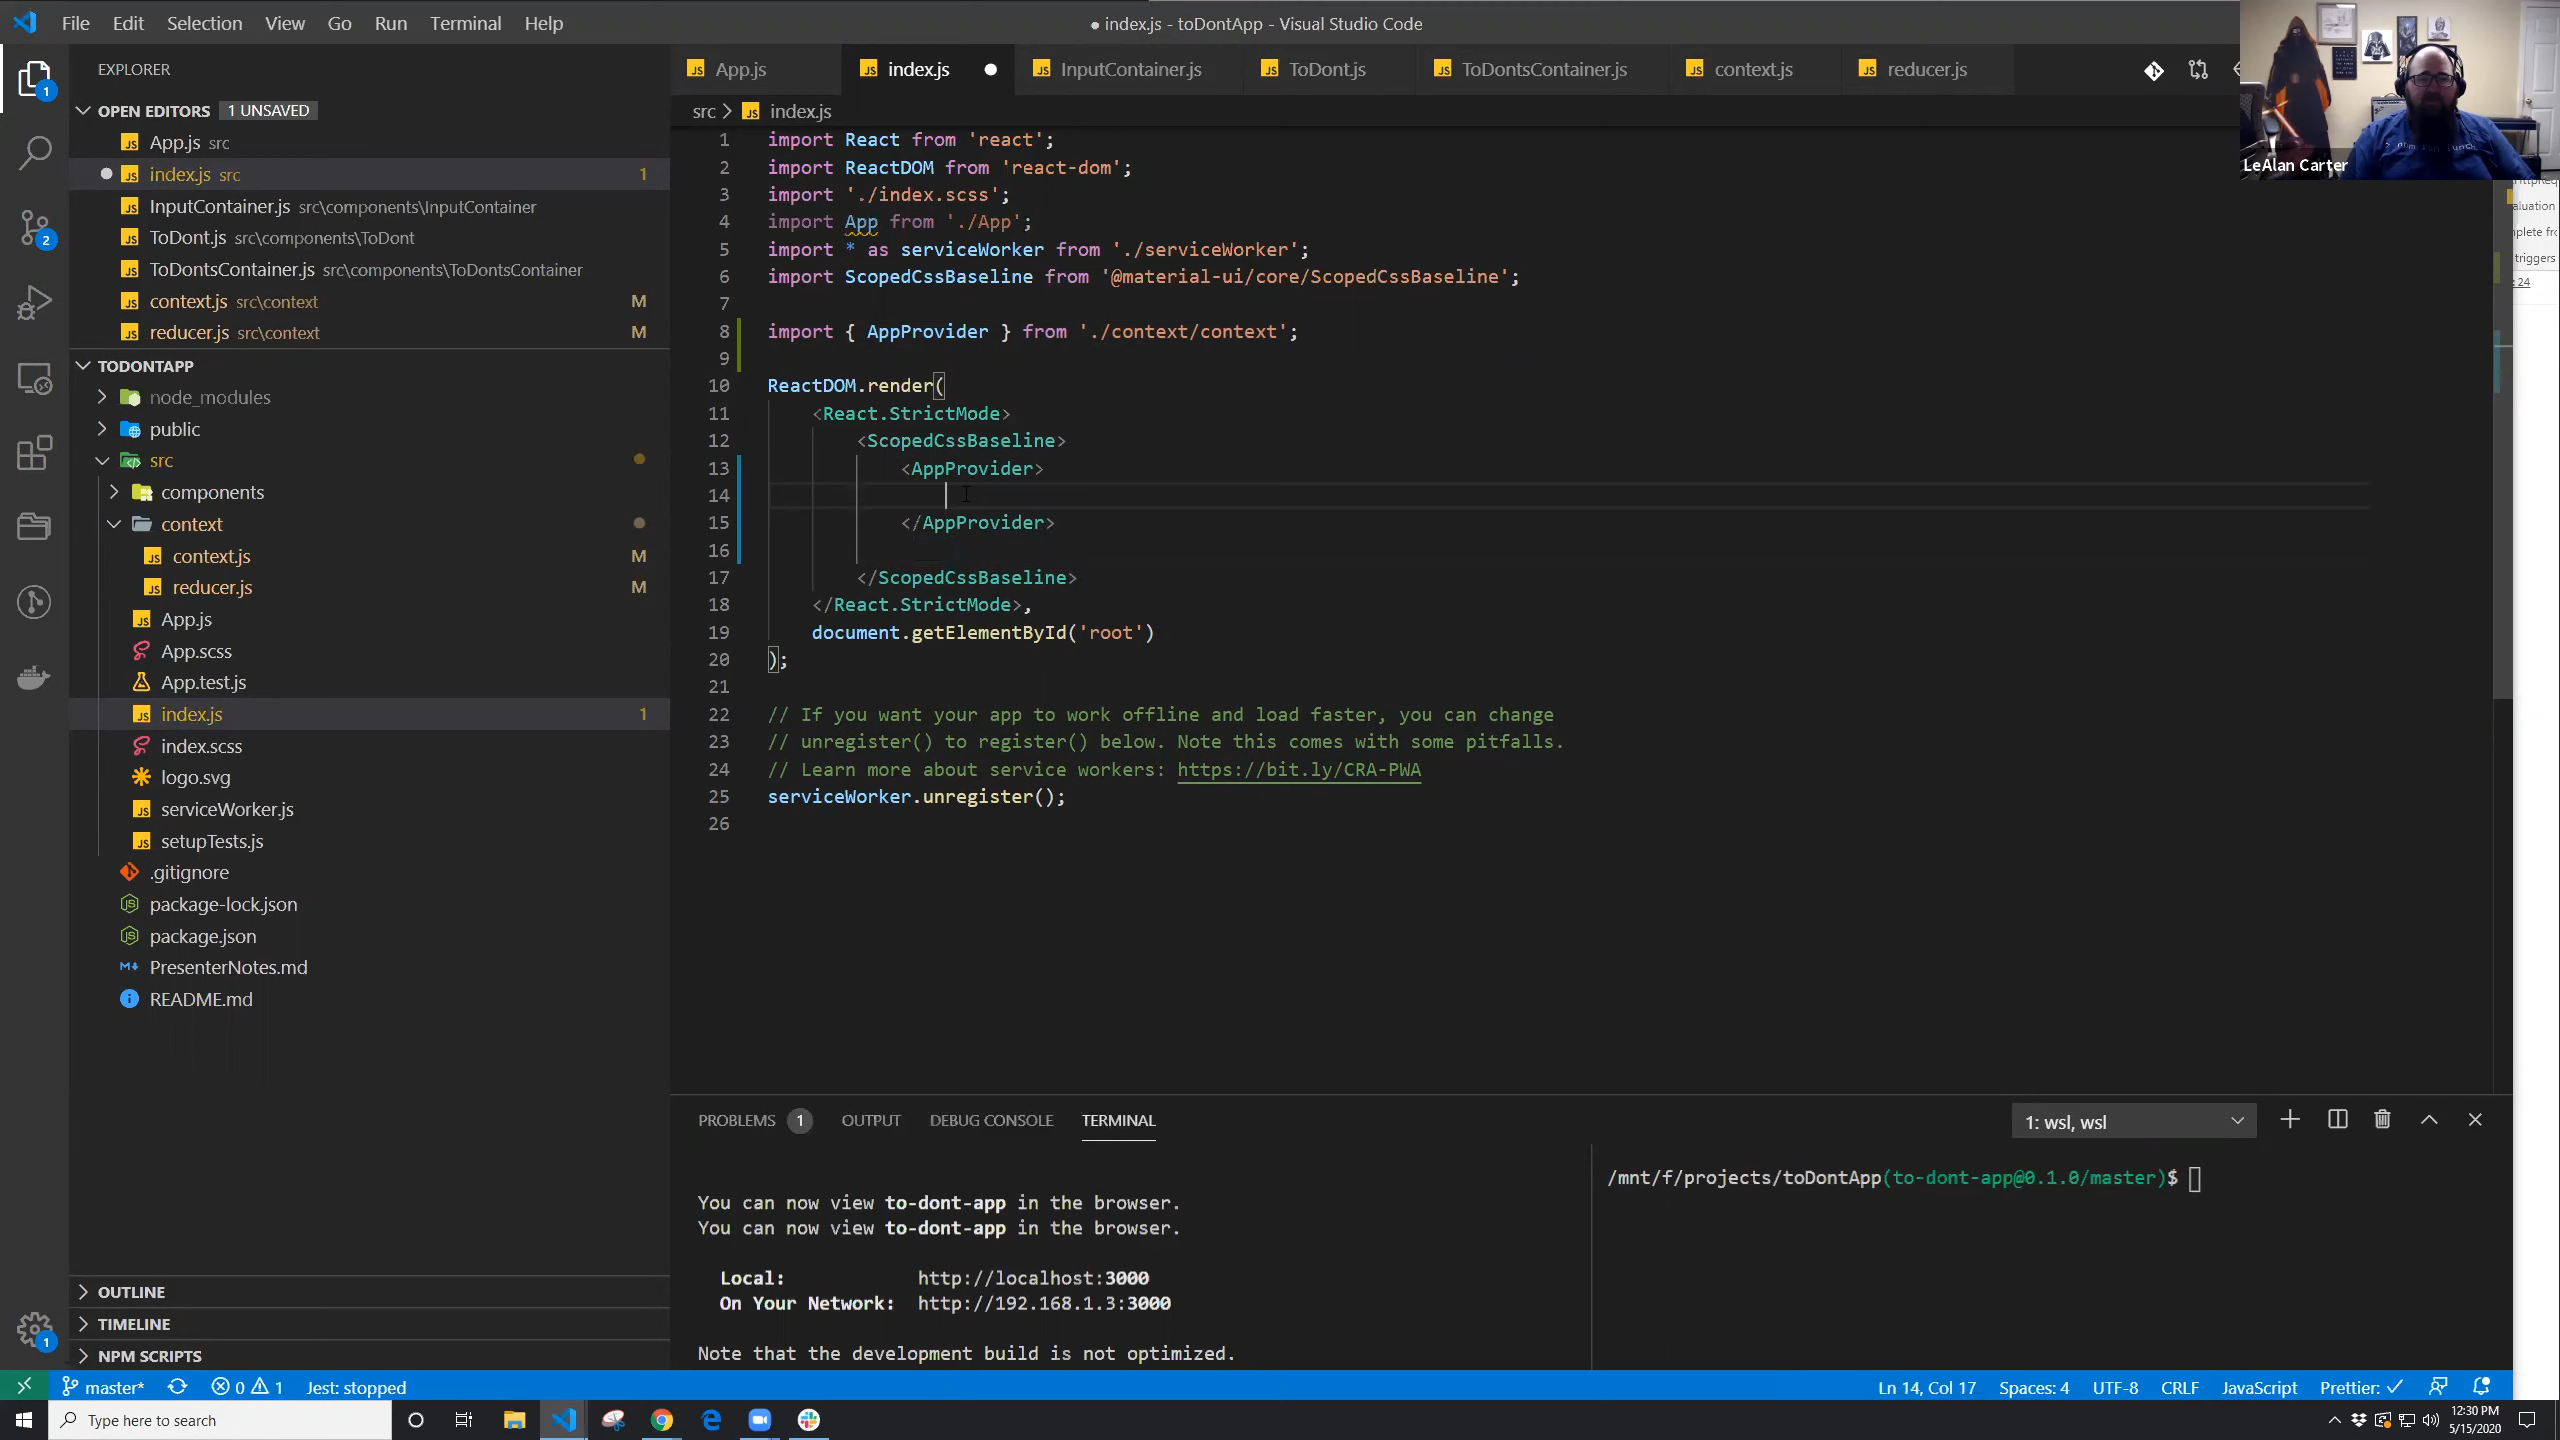 File Edit Selection View Go Run Terminal Help
● index.js - toDontApp - Visual Studio Code
LeAlan Carter
EXPLORER
OPEN EDITORS 1 UNSAVED
App.js src
index.js src 1
InputContainer.js src\components\InputContainer
ToDont.js src\components\ToDont
ToDontsContainer.js src\components\ToDontsContainer
context.js src\context M
reducer.js src\context M
TODONTAPP
node_modules
public
src
components
context
context.js M
reducer.js M
App.js
App.scss
App.test.js
index.js 1
index.scss
logo.svg
serviceWorker.js
setupTests.js
.gitignore
package-lock.json
package.json
PresenterNotes.md
README.md
OUTLINE
TIMELINE
NPM SCRIPTS
1
2
1
App.js index.js InputContainer.js ToDont.js ToDontsContainer.js context.js reducer.js
src > index.js
1 import React from 'react';
2 import ReactDOM from 'react-dom';
3 import './index.scss';
4 import App from './App';
5 import * as serviceWorker from './serviceWorker';
6 import ScopedCssBaseline from '@material-ui/core/ScopedCssBaseline';
7
8 import { AppProvider } from './context/context';
9
10 ReactDOM.render(
11 <React.StrictMode>
12 <ScopedCssBaseline>
13 <AppProvider>
14
15 </AppProvider>
16
17 </ScopedCssBaseline>
18 </React.StrictMode>,
19 document.getElementById('root')
20 );
21
22 // If you want your app to work offline and load faster, you can change
23 // unregister() to register() below. Note this comes with some pitfalls.
24 // Learn more about service workers: https://bit.ly/CRA-PWA
25 serviceWorker.unregister();
26
aluation
triggers
24
PROBLEMS 1 OUTPUT DEBUG CONSOLE TERMINAL
1: wsl, wsl
You can now view to-dont-app in the browser.
You can now view to-dont-app in the browser.
Local: http://localhost:3000
On Your Network: http://192.168.1.3:3000
Note that the development build is not optimized.
/mnt/f/projects/toDontApp(to-dont-app@0.1.0/master)$
master* 0 1 Jest: stopped
Ln 14, Col 17 Spaces: 4 UTF-8 CRLF JavaScript Prettier: ✓
Type here to search
12:30 PM
5/15/2020